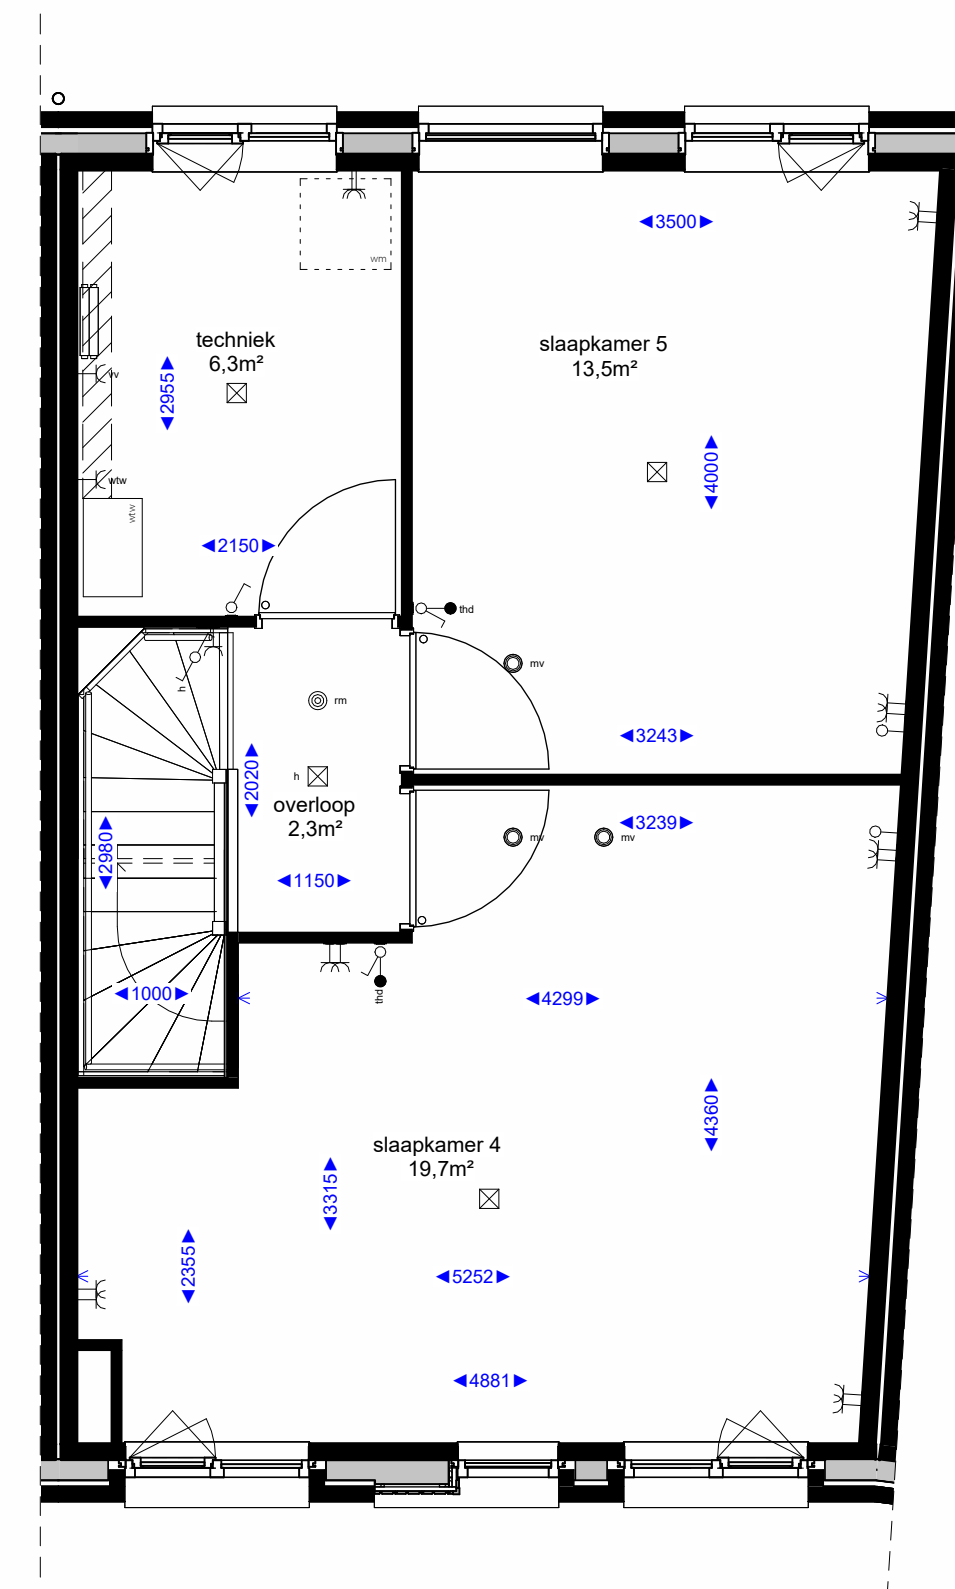 3500
wm
techniek
6,3m²
slaapkamer 5
13,5m²
vv
2955
4000
wtw
wtw
2150
thd
mv
h
rm
3243
2020
h
overloop
2,3m²
3239
mv
mv
2980
1150
1000
thd
4299
4360
slaapkamer 4
19,7m²
3315
2355
5252
4881